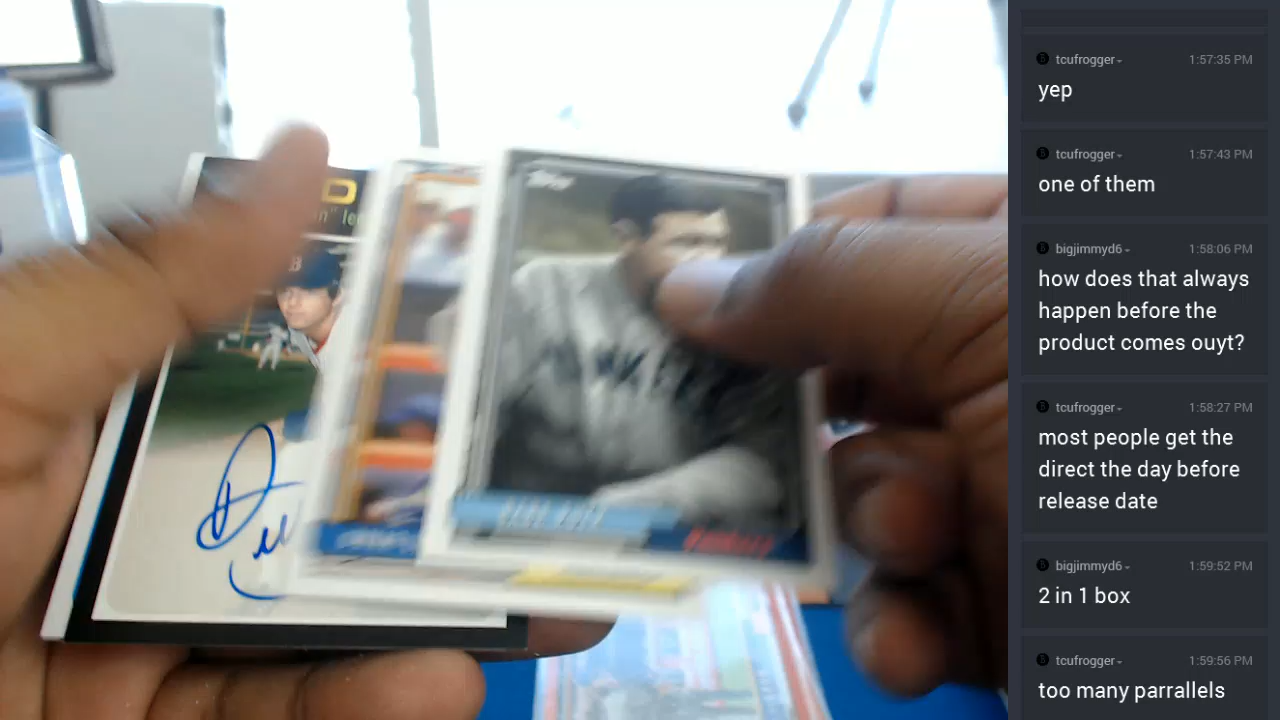 tcufrogger 1:57:35 PM
yep
tcufrogger 1:57:43 PM
one of them
bigjimmyd6 1:58:06 PM
how does that always
happen before the
product comes ouyt?
tcufrogger 1:58:27 PM
most people get the
direct the day before
release date
bigjimmyd6 1:59:52 PM
2 in 1 box
tcufrogger 1:59:56 PM
too many parrallels
Topps
BABE RUTH